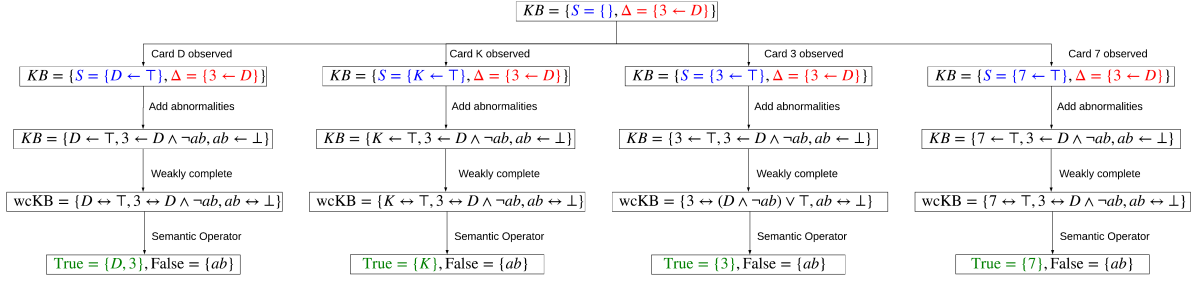 KB = {S = { }, Δ = {3 ← D}}
Card D observed
Card K observed
Card 3 observed
Card 7 observed
KB = {S = {D ← ⊤}, Δ = {3 ← D}}
KB = {S = {K ← ⊤}, Δ = {3 ← D}}
KB = {S = {3 ← ⊤}, Δ = {3 ← D}}
KB = {S = {7 ← ⊤}, Δ = {3 ← D}}
Add abnormalities
Add abnormalities
Add abnormalities
Add abnormalities
KB = {D ← ⊤, 3 ← D ∧ ¬ab, ab ← ⊥}
KB = {K ← ⊤, 3 ← D ∧ ¬ab, ab ← ⊥}
KB = {3 ← ⊤, 3 ← D ∧ ¬ab, ab ← ⊥}
KB = {7 ← ⊤, 3 ← D ∧ ¬ab, ab ← ⊥}
Weakly complete
Weakly complete
Weakly complete
Weakly complete
wcKB = {D ↔ ⊤, 3 ↔ D ∧ ¬ab, ab ↔ ⊥}
wcKB = {K ↔ ⊤, 3 ↔ D ∧ ¬ab, ab ↔ ⊥}
wcKB = {3 ↔ (D ∧ ¬ab) ∨ ⊤, ab ↔ ⊥}
wcKB = {7 ↔ ⊤, 3 ↔ D ∧ ¬ab, ab ↔ ⊥}
Semantic Operator
Semantic Operator
Semantic Operator
Semantic Operator
True = {D, 3}, False = {ab}
True = {K}, False = {ab}
True = {3}, False = {ab}
True = {7}, False = {ab}